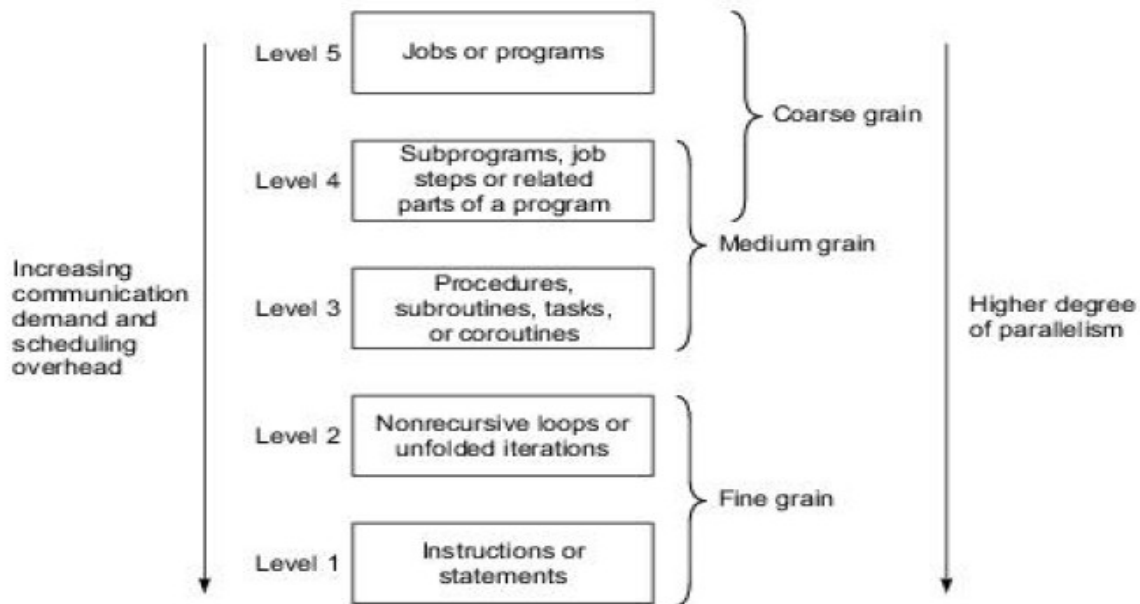 Level 5
Jobs or programs
Coarse grain
Level 4
Subprograms, job
steps or related
parts of a program
Medium grain
Increasing
communication
demand and
scheduling
overhead
Level 3
Procedures,
subroutines, tasks,
or coroutines
Higher degree
of parallelism
Level 2
Nonrecursive loops or
unfolded iterations
Fine grain
Level 1
Instructions or
statements